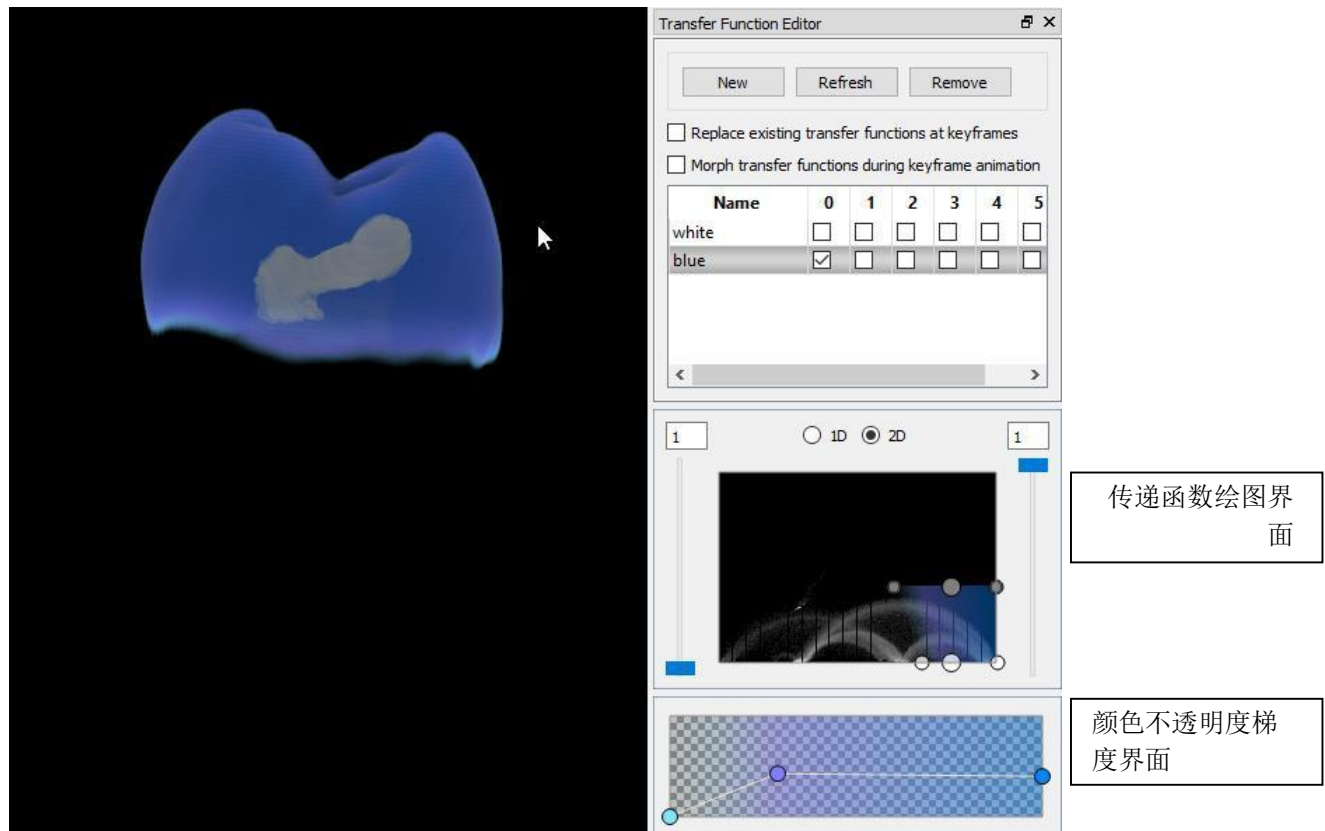 Transfer Function Editor
New Refresh Remove
Replace existing transfer functions at keyframes
Morph transfer functions during keyframe animation
Name 0 1 2 3 4 5
white
blue
1 1D 2D 1
传递函数绘图界
面
颜色不透明度梯
度界面